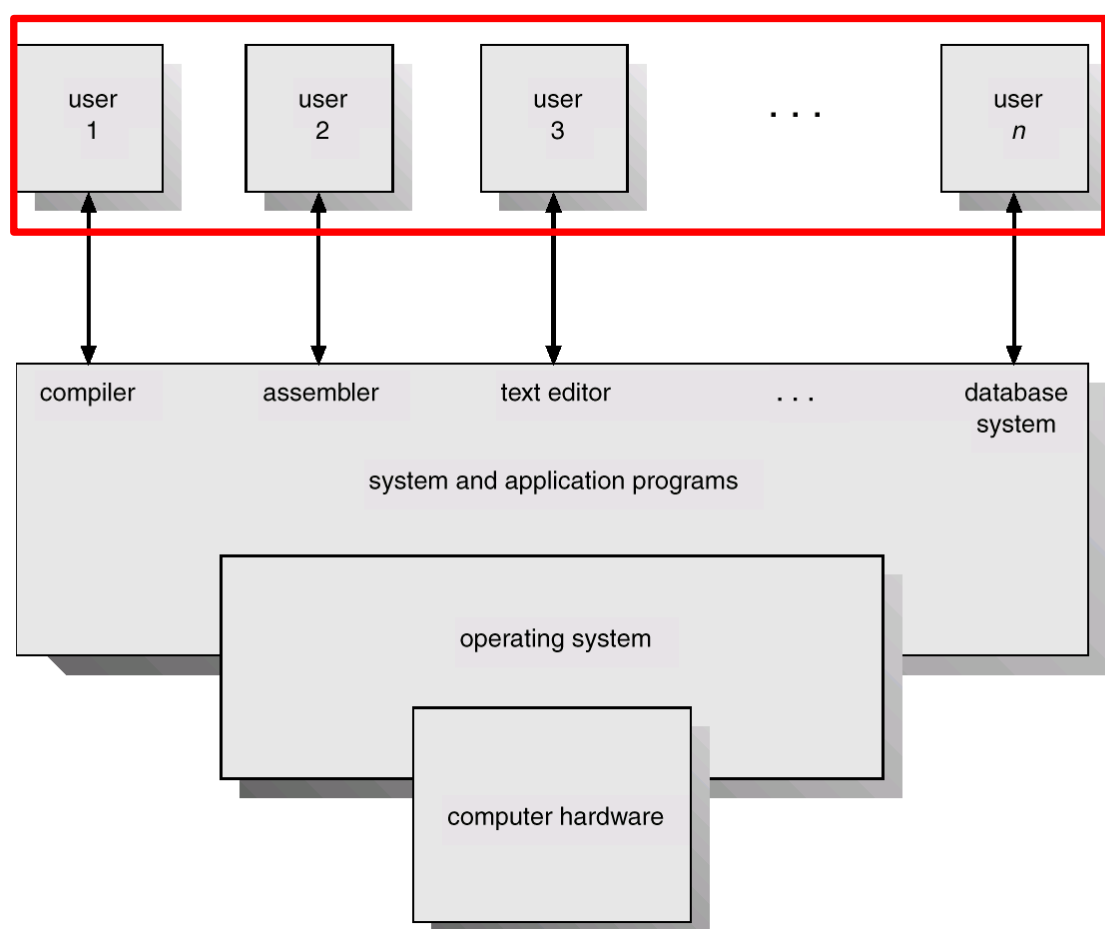 user
1
user
2
user
3
. . .
user
n
compiler
assembler
text editor
. . .
database
system
system and application programs
operating system
computer hardware